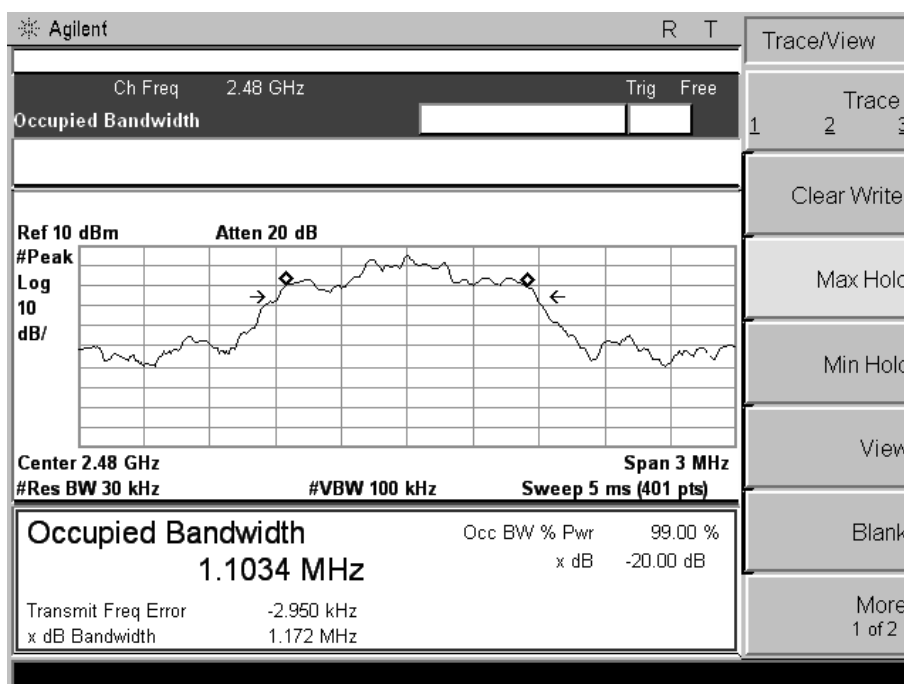 Agilent R T
Trace/View
Ch Freq 2.48 GHz Trig Free
Occupied Bandwidth
Trace
1 2 3
Clear Write
Max Hold
Min Hold
View
Blank
More
1 of 2
Ref 10 dBm Atten 20 dB
#Peak
Log
10
dB/
Center 2.48 GHz Span 3 MHz
#Res BW 30 kHz #VBW 100 kHz Sweep 5 ms (401 pts)
Occupied Bandwidth
1.1034 MHz
Occ BW % Pwr 99.00 %
x dB -20.00 dB
Transmit Freq Error -2.950 kHz
x dB Bandwidth 1.172 MHz